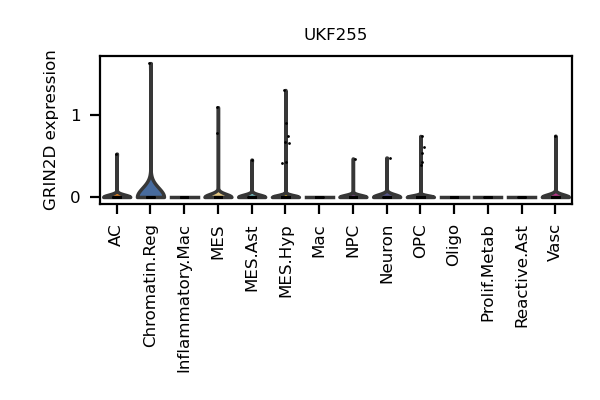 UKF255
GRIN2D expression
1
0
AC
Chromatin.Reg
Inflammatory.Mac
MES
MES.Ast
MES.Hyp
Mac
NPC
Neuron
OPC
Oligo
Prolif.Metab
Reactive.Ast
Vasc